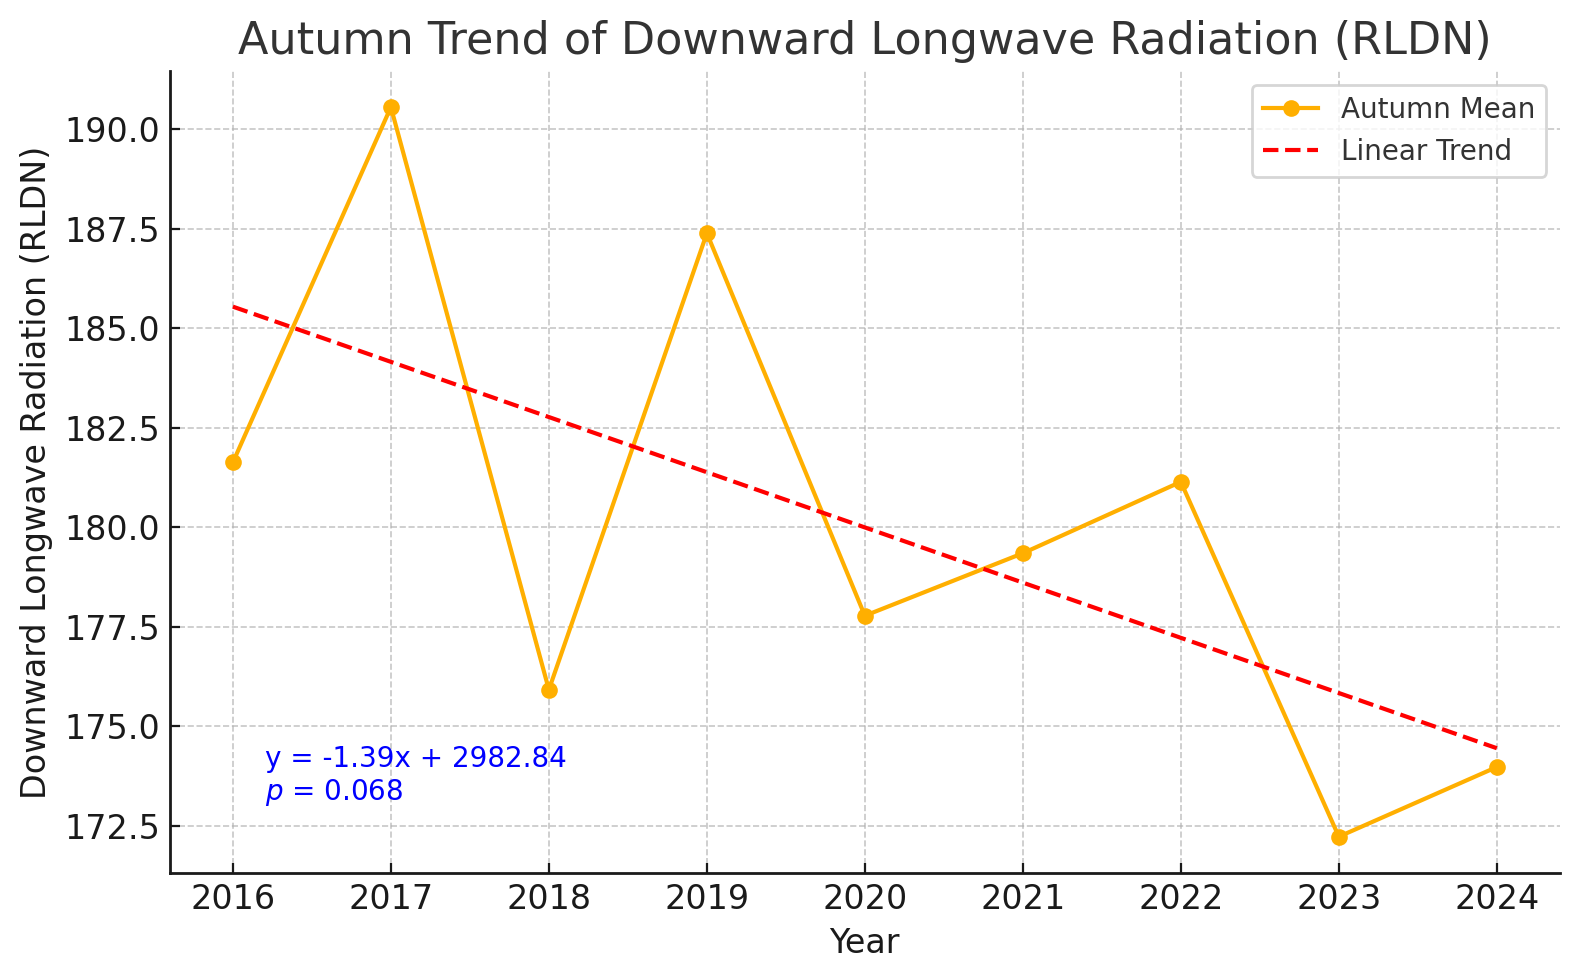 Autumn Trend of Downward Longwave Radiation (RLDN)
Autumn Mean
Linear Trend
Downward Longwave Radiation (RLDN)
190.0
187.5
185.0
182.5
180.0
177.5
175.0
172.5
y = -1.39x + 2982.84
p = 0.068
2016 2017 2018 2019 2020 2021 2022 2023 2024
Year